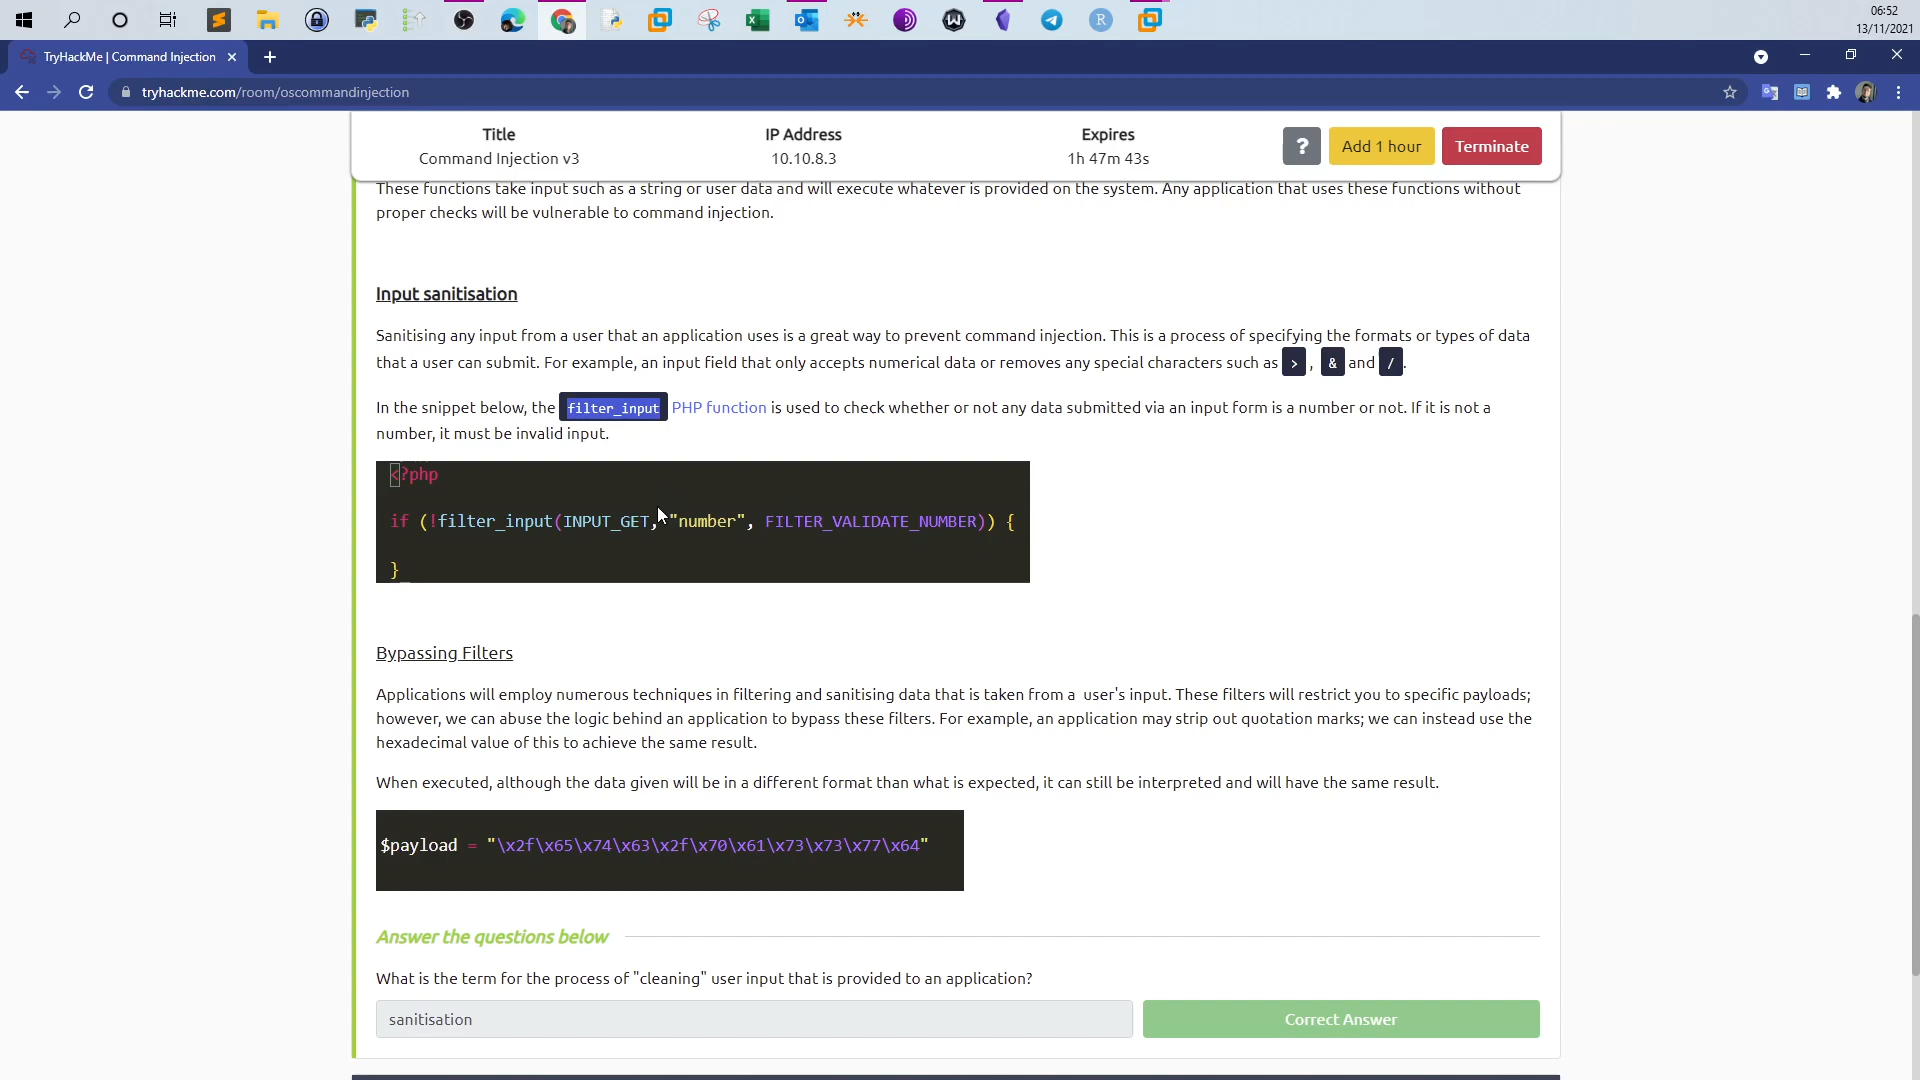 06:52
13/11/2021
TryHackMe | Command Injection
tryhackme.com/room/oscommandinjection
Title
Command Injection v3
IP Address
10.10.8.3
Expires
1h 47m 43s
?
Add 1 hour
Terminate
These functions take input such as a string or user data and will execute whatever is provided on the system. Any application that uses these functions without
proper checks will be vulnerable to command injection.
Input sanitisation
Sanitising any input from a user that an application uses is a great way to prevent command injection. This is a process of specifying the formats or types of data
that a user can submit. For example, an input field that only accepts numerical data or removes any special characters such as > , & and / .
In the snippet below, the filter_input PHP function is used to check whether or not any data submitted via an input form is a number or not. If it is not a
number, it must be invalid input.
<?php
if (!filter_input(INPUT_GET, "number", FILTER_VALIDATE_NUMBER)) {
}
Bypassing Filters
Applications will employ numerous techniques in filtering and sanitising data that is taken from a  user's input. These filters will restrict you to specific payloads;
however, we can abuse the logic behind an application to bypass these filters. For example, an application may strip out quotation marks; we can instead use the
hexadecimal value of this to achieve the same result.
When executed, although the data given will be in a different format than what is expected, it can still be interpreted and will have the same result.
$payload = "\x2f\x65\x74\x63\x2f\x70\x61\x73\x73\x77\x64"
Answer the questions below
What is the term for the process of "cleaning" user input that is provided to an application?
sanitisation
Correct Answer